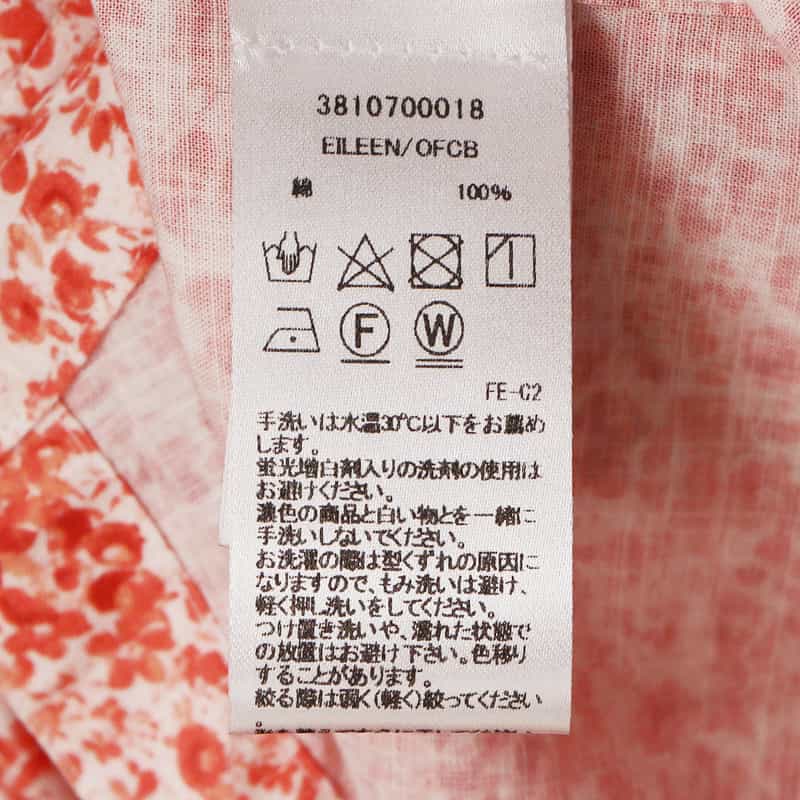 3810700018
EILEEN/OFCB
綿 100%
F W
FE-C2
手洗いは水温30℃以下をお薦め
します。
蛍光増白剤入りの洗剤の使用は
お避けください。
濃色の商品と白い物とを一緒に
手洗いしないでください。
お洗濯の際は型くずれの原因に
なりますので、もみ洗いは避け、
軽く押し洗いをしてください。
つけ置き洗いや、濡れた状態で
の放置はお避け下さい。色移り
することがあります。
絞る際は弱く(軽く)絞ってください
。